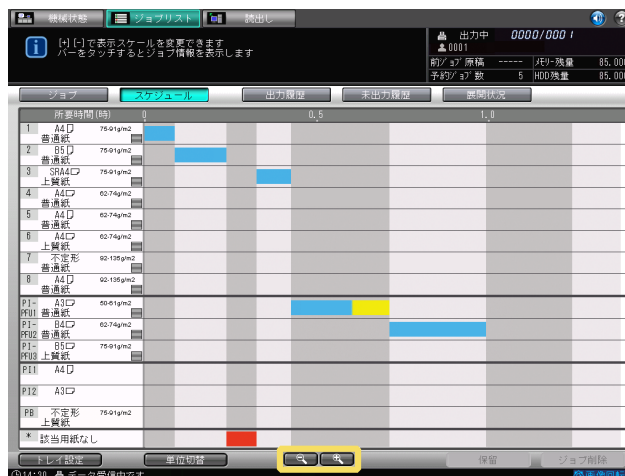 機械状態 ジョブリスト 読出し
出力中 0000/0001
[+] [-] で表示スケールを変更できます
0001
バーをタッチするとジョブ情報を表示します
前ジョブ原稿 ----- メモリー残量 85.00
予約ジョブ数 5 HDD残量 85.00
ジョブ スケジュール 出力履歴 未出力履歴 展開状況
所要時間(時) 0 0.5 1.0
1 A4 75-91g/m2
普通紙
2 B5 75-91g/m2
普通紙
3 SRA4 75-91g/m2
上質紙
4 A4 62-74g/m2
普通紙
5 A4 62-74g/m2
普通紙
6 A4 62-74g/m2
上質紙
7 不定形 92-135g/m2
普通紙
8 A4 92-135g/m2
普通紙
PI- A3 50-61g/m2
PFU1 普通紙
PI- B4 62-74g/m2
PFU2 普通紙
PI- B5 75-91g/m2
PFU3 上質紙
PI1 A4
PI2 A3
PB 不定形 75-91g/m2
上質紙
* 該当用紙なし
トレイ設定 単位切替 保留 ジョブ削除
14:30 データ受信中です 画像回転